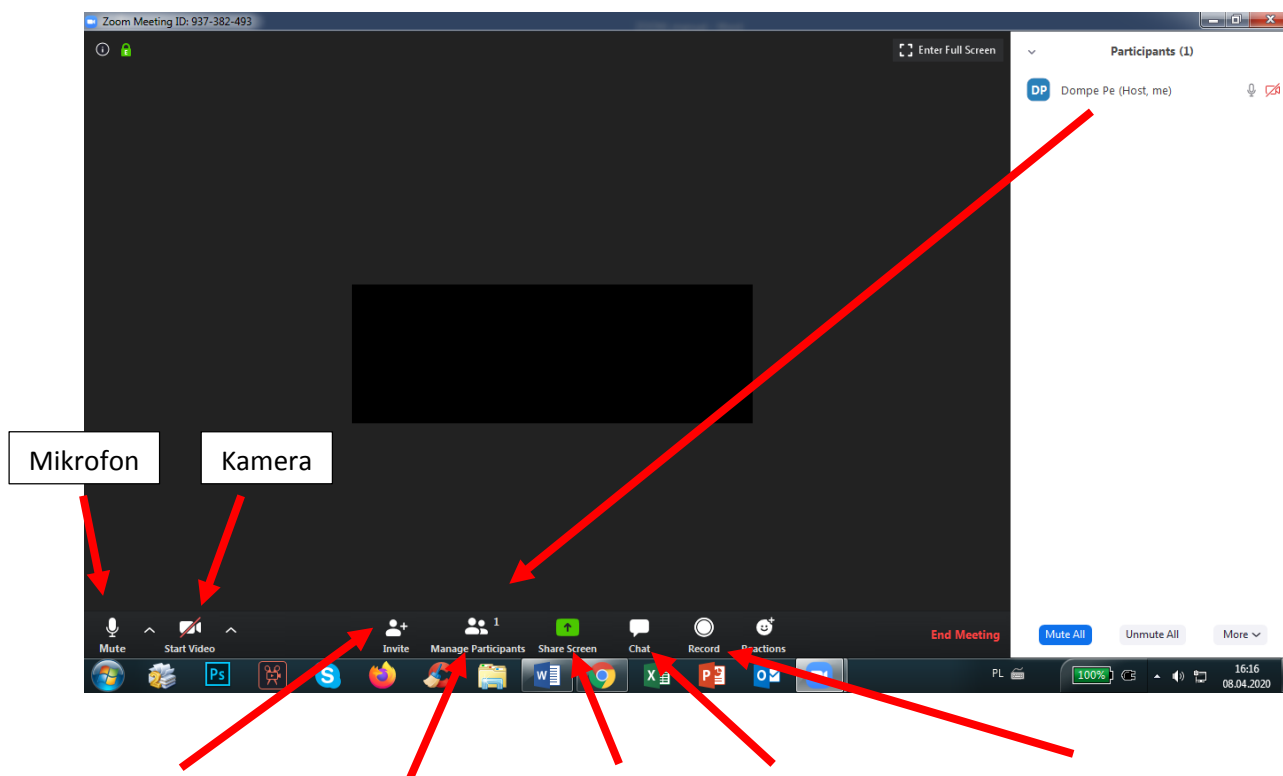 Zoom Meeting ID: 937-382-493
Enter Full Screen
Participants (1)
DP Dompe Pe (Host, me)
Mikrofon
Kamera
Mute
Start Video
Invite
1
Manage Participants
Share Screen
Chat
Record
Reactions
End Meeting
Mute All
Unmute All
More
Ps
PL
100%
16:16
08.04.2020